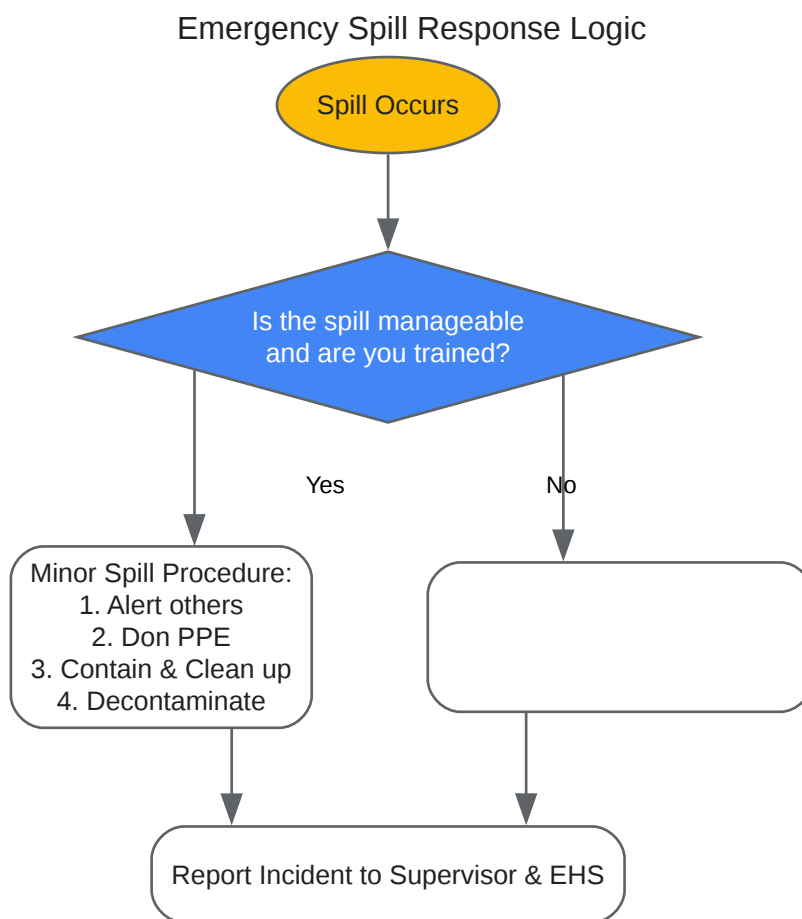 Emergency Spill Response Logic
Spill Occurs
Is the spill manageable
and are you trained?
Yes
No
Minor Spill Procedure:
1. Alert others
2. Don PPE
3. Contain & Clean up
4. Decontaminate
Report Incident to Supervisor & EHS